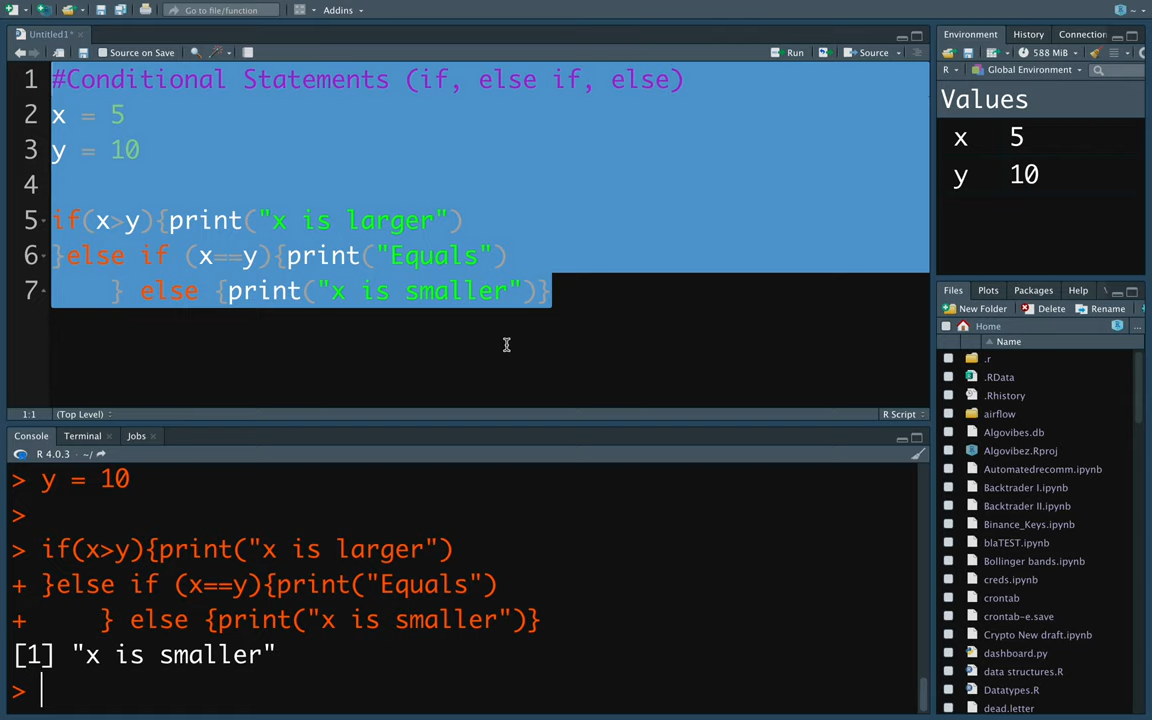 Go to file/function
Addins
R ~
Untitled1*
Source on Save
Run
Source
1 #Conditional Statements (if, else if, else)
2 x = 5
3 y = 10
4
5 if(x>y){print("x is larger")
6 }else if (x==y){print("Equals")
7 } else {print("x is smaller")}
1:1 (Top Level) R Script
Console Terminal Jobs
R 4.0.3 · ~/
> y = 10
>
> if(x>y){print("x is larger")
+ }else if (x==y){print("Equals")
+ } else {print("x is smaller")}
[1] "x is smaller"
>
Environment History Connection
588 MiB
R Global Environment
Values
x 5
y 10
Files Plots Packages Help
New Folder Delete Rename
Home R ...
Name
.r
.RData
.Rhistory
airflow
Algovibes.db
Algovibez.Rproj
Automatedrecomm.ipynb
Backtrader I.ipynb
Backtrader II.ipynb
Binance_Keys.ipynb
blaTEST.ipynb
Bollinger bands.ipynb
creds.ipynb
crontab
crontab-e.save
Crypto New draft.ipynb
dashboard.py
data structures.R
Datatypes.R
dead.letter